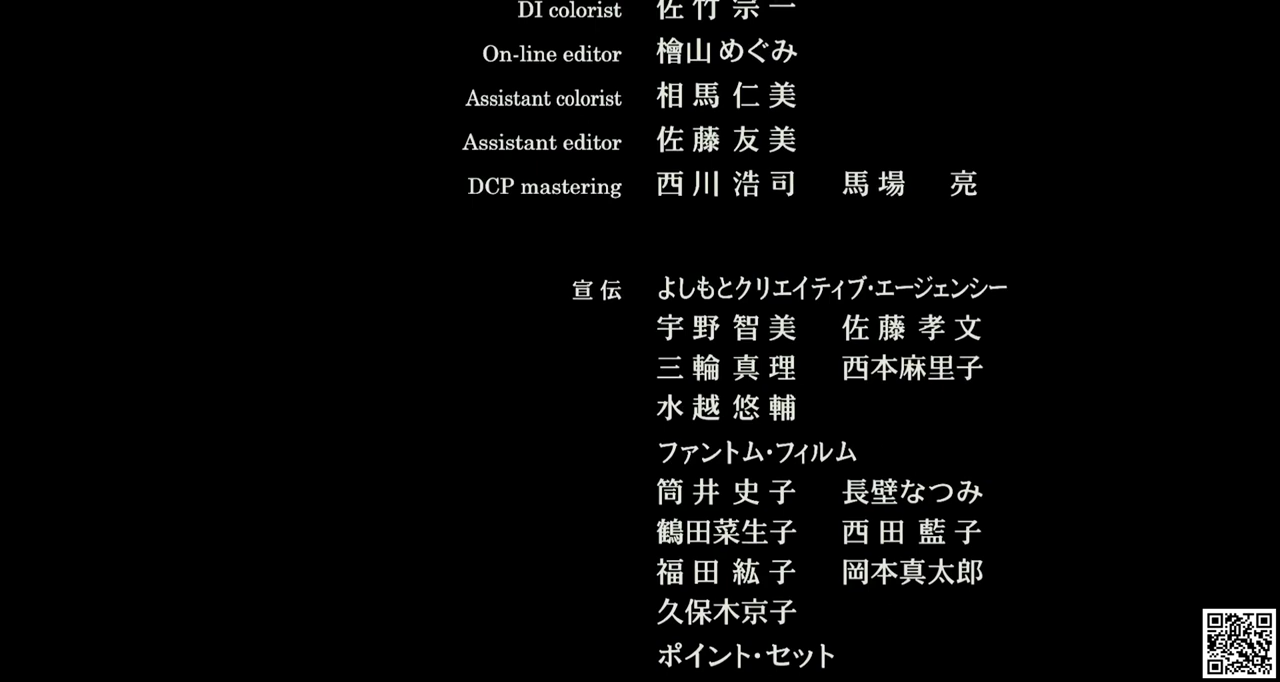 DI colorist 佐竹宗一
On-line editor 檜山めぐみ
Assistant colorist 相馬仁美
Assistant editor 佐藤友美
DCP mastering 西川浩司 馬場 亮
宣伝 よしもとクリエイティブ・エージェンシー
宇野智美 佐藤孝文
三輪真理 西本麻里子
水越悠輔
ファントム・フィルム
筒井史子 長壁なつみ
鶴田菜生子 西田藍子
福田紘子 岡本真太郎
久保木京子
ポイント・セット